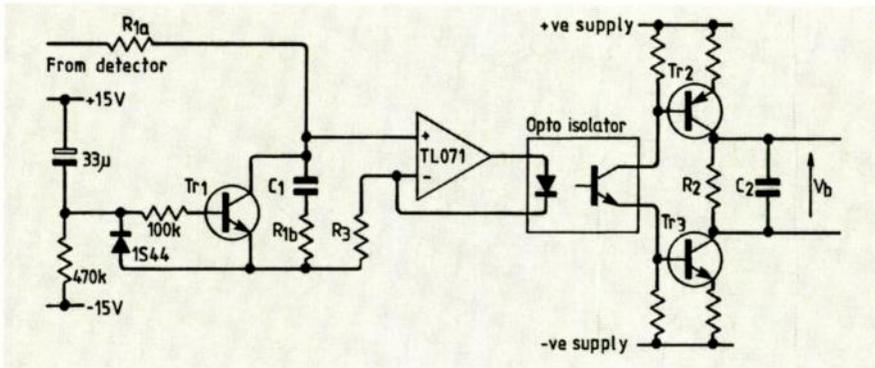 R1a
From detector
+15V
33μ
Tr1
100k
1S44
470k
-15V
C1
R1b
R3
+
TL071
−
Opto isolator
+ve supply
Tr2
R2
C2
Vb
Tr3
-ve supply